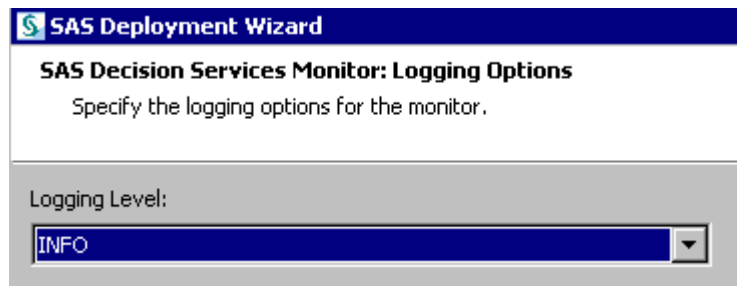 SAS Deployment Wizard
SAS Decision Services Monitor: Logging Options
Specify the logging options for the monitor.
Logging Level:
INFO